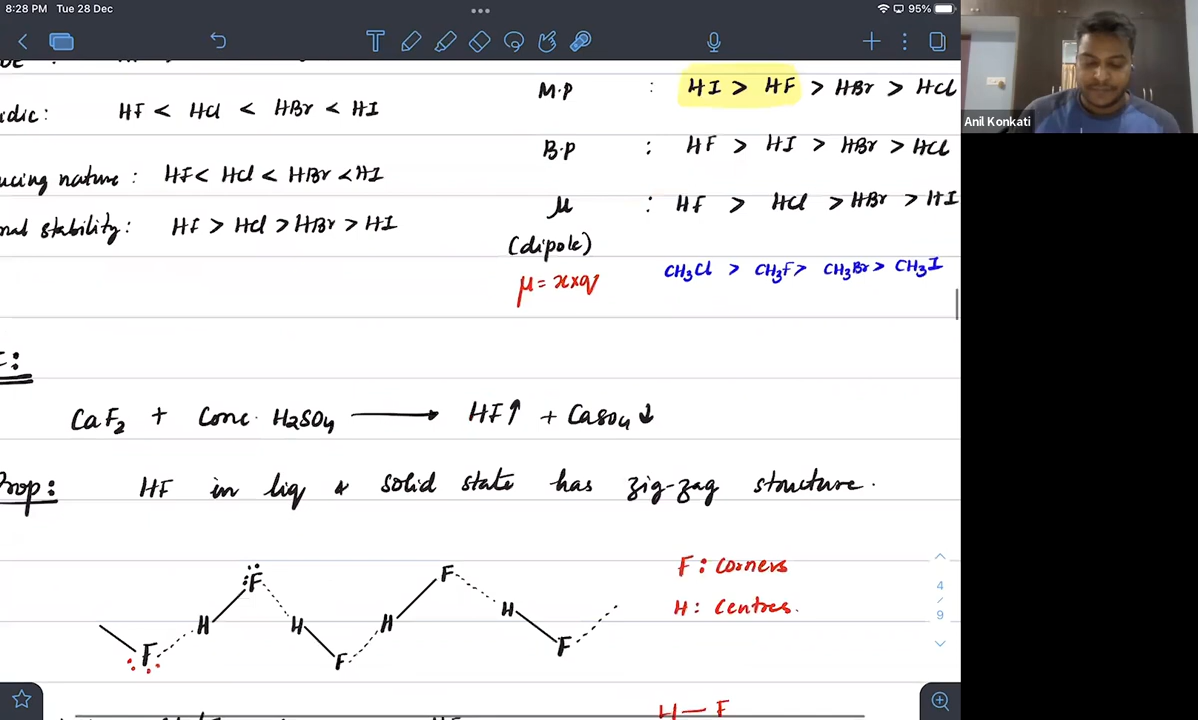 8:28 PM Tue 28 Dec
95%
Anil Konkati
M.P : HI > HF > HBr > HCl
idic: HF < HCl < HBr < HI
B.P : HF > HI > HBr > HCl
ucing nature : HF < HCl < HBr < HI
μ : HF > HCl > HBr > HI
nal stability: HF > HCl > HBr > HI
(dipole)
μ = x×q
CH3Cl > CH3F > CH3Br > CH3I
CaF2 + Conc. H2SO4 → HF↑ + CaSO4↓
Prop: HF in liq & solid state has zig-zag structure.
F F
F : Corners
H : Centres.
H H H H
F F F
4
/
9
H — F